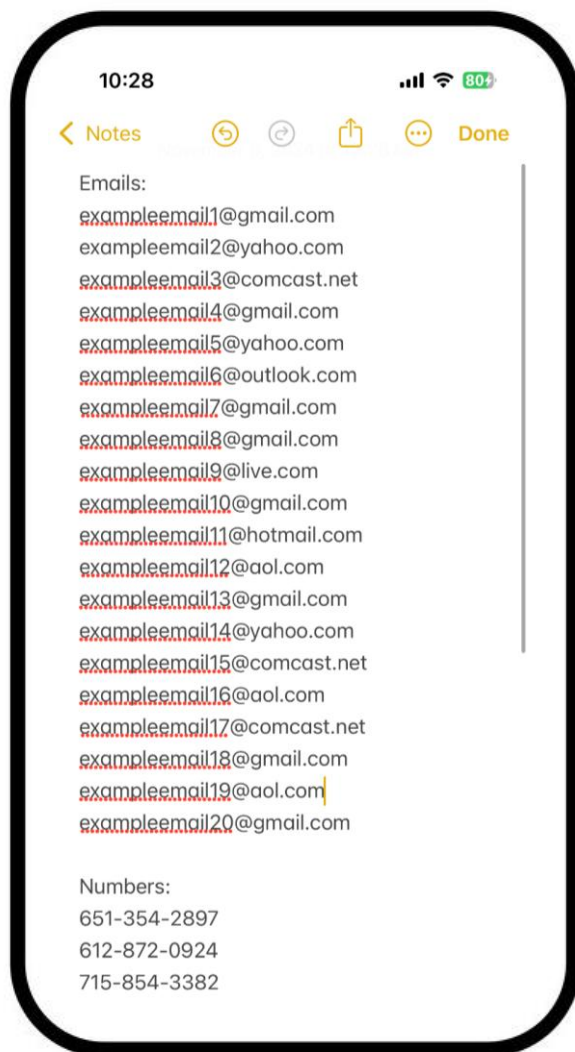 10:28
80
Notes
Done
Emails:
exampleemail1@gmail.com
exampleemail2@yahoo.com
exampleemail3@comcast.net
exampleemail4@gmail.com
exampleemail5@yahoo.com
exampleemail6@outlook.com
exampleemail7@gmail.com
exampleemail8@gmail.com
exampleemail9@live.com
exampleemail10@gmail.com
exampleemail11@hotmail.com
exampleemail12@aol.com
exampleemail13@gmail.com
exampleemail14@yahoo.com
exampleemail15@comcast.net
exampleemail16@aol.com
exampleemail17@comcast.net
exampleemail18@gmail.com
exampleemail19@aol.com
exampleemail20@gmail.com
Numbers:
651-354-2897
612-872-0924
715-854-3382